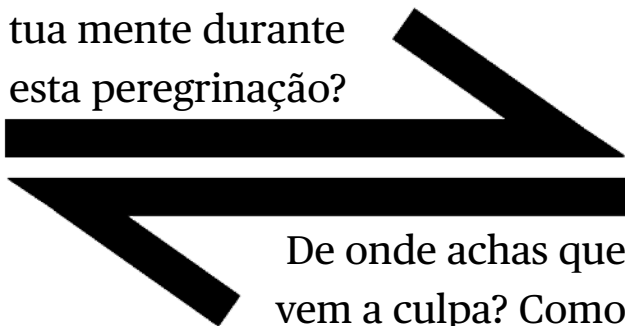 tua mente durante
esta peregrinação?
De onde achas que
vem a culpa? Como